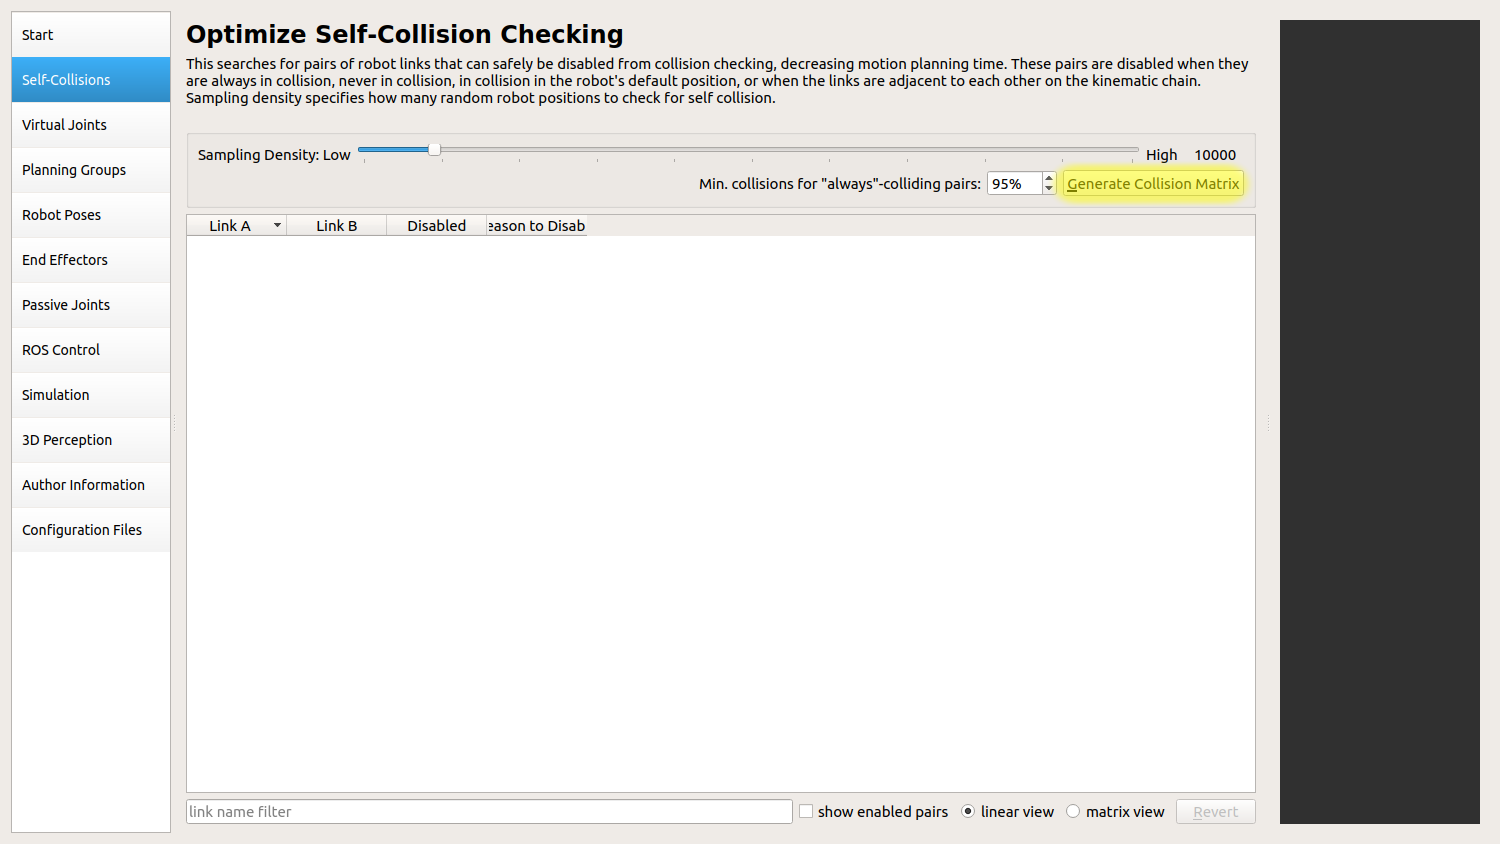 Start
Self-Collisions
Virtual Joints
Planning Groups
Robot Poses
End Effectors
Passive Joints
ROS Control
Simulation
3D Perception
Author Information
Configuration Files
Optimize Self-Collision Checking
This searches for pairs of robot links that can safely be disabled from collision checking, decreasing motion planning time. These pairs are disabled when they
are always in collision, never in collision, in collision in the robot's default position, or when the links are adjacent to each other on the kinematic chain.
Sampling density specifies how many random robot positions to check for self collision.
Sampling Density: Low High 10000
Min. collisions for "always"-colliding pairs: 95% Generate Collision Matrix
Link A Link B Disabled eason to Disab
link name filter show enabled pairs linear view matrix view Revert